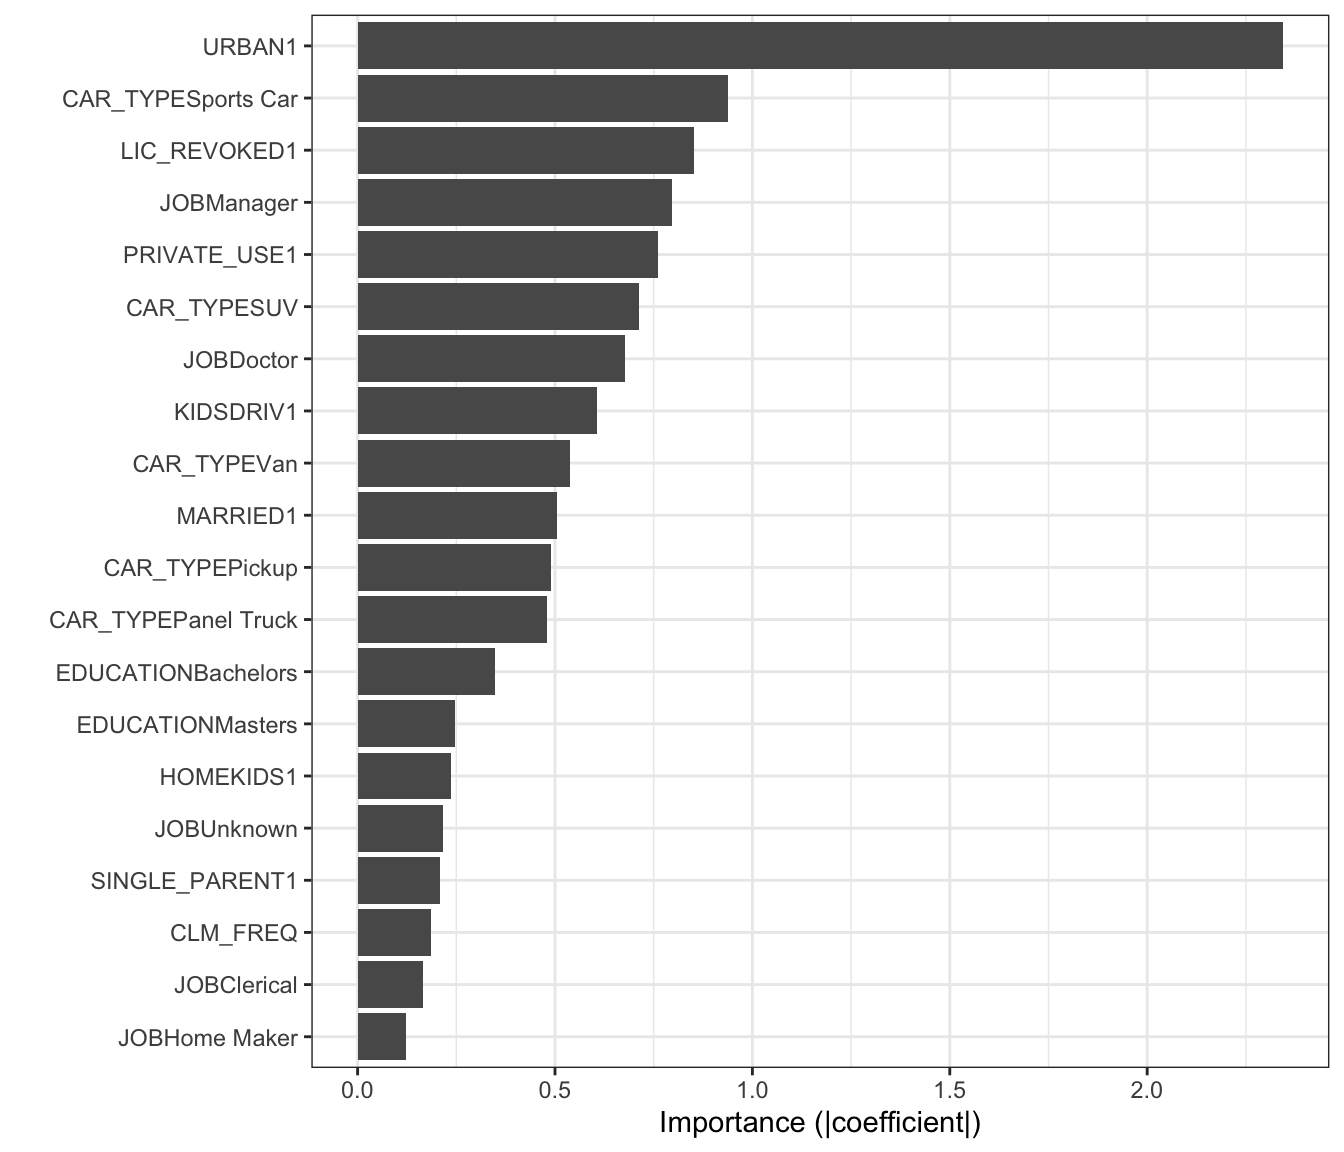 URBAN1
CAR_TYPESports Car
LIC_REVOKED1
JOBManager
PRIVATE_USE1
CAR_TYPESUV
JOBDoctor
KIDSDRIV1
CAR_TYPEVan
MARRIED1
CAR_TYPEPickup
CAR_TYPEPanel Truck
EDUCATIONBachelors
EDUCATIONMasters
HOMEKIDS1
JOBUnknown
SINGLE_PARENT1
CLM_FREQ
JOBClerical
JOBHome Maker
0.0 0.5 1.0 1.5 2.0
Importance (|coefficient|)